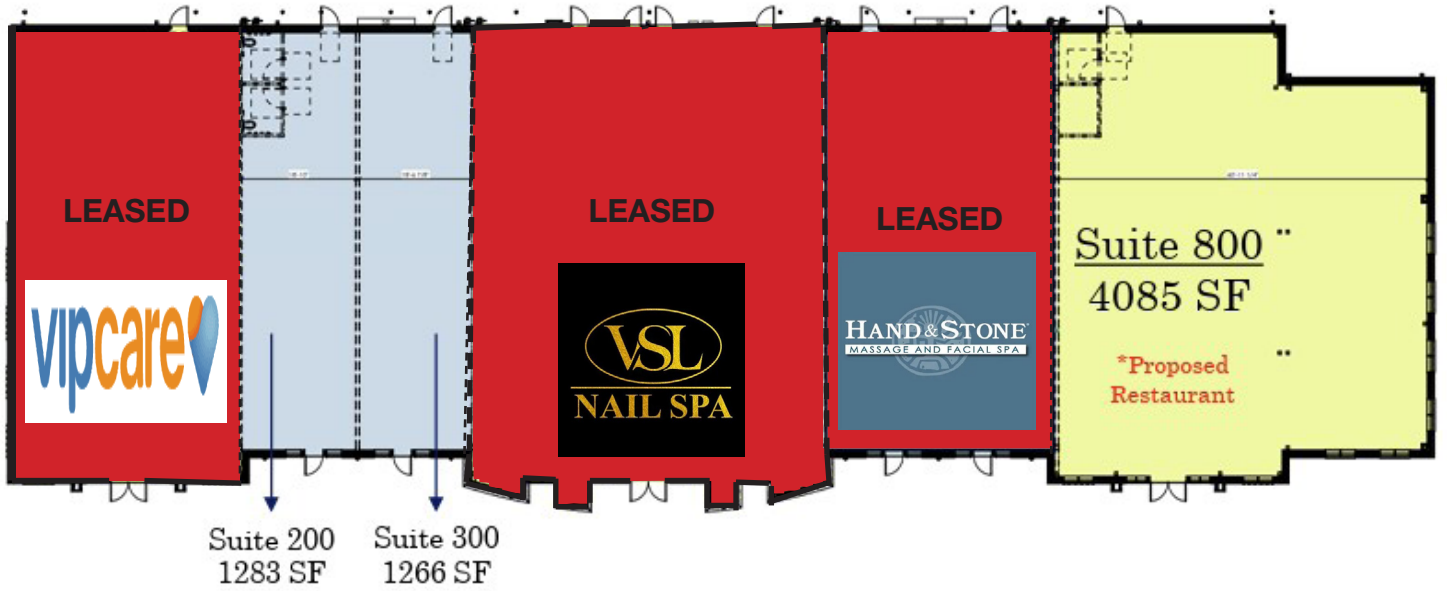 LEASED
vipcare
LEASED
VSL
NAIL SPA
LEASED
HAND & STONE
MASSAGE AND FACIAL SPA
Suite 800
4085 SF
*Proposed
Restaurant
Suite 200
1283 SF
Suite 300
1266 SF